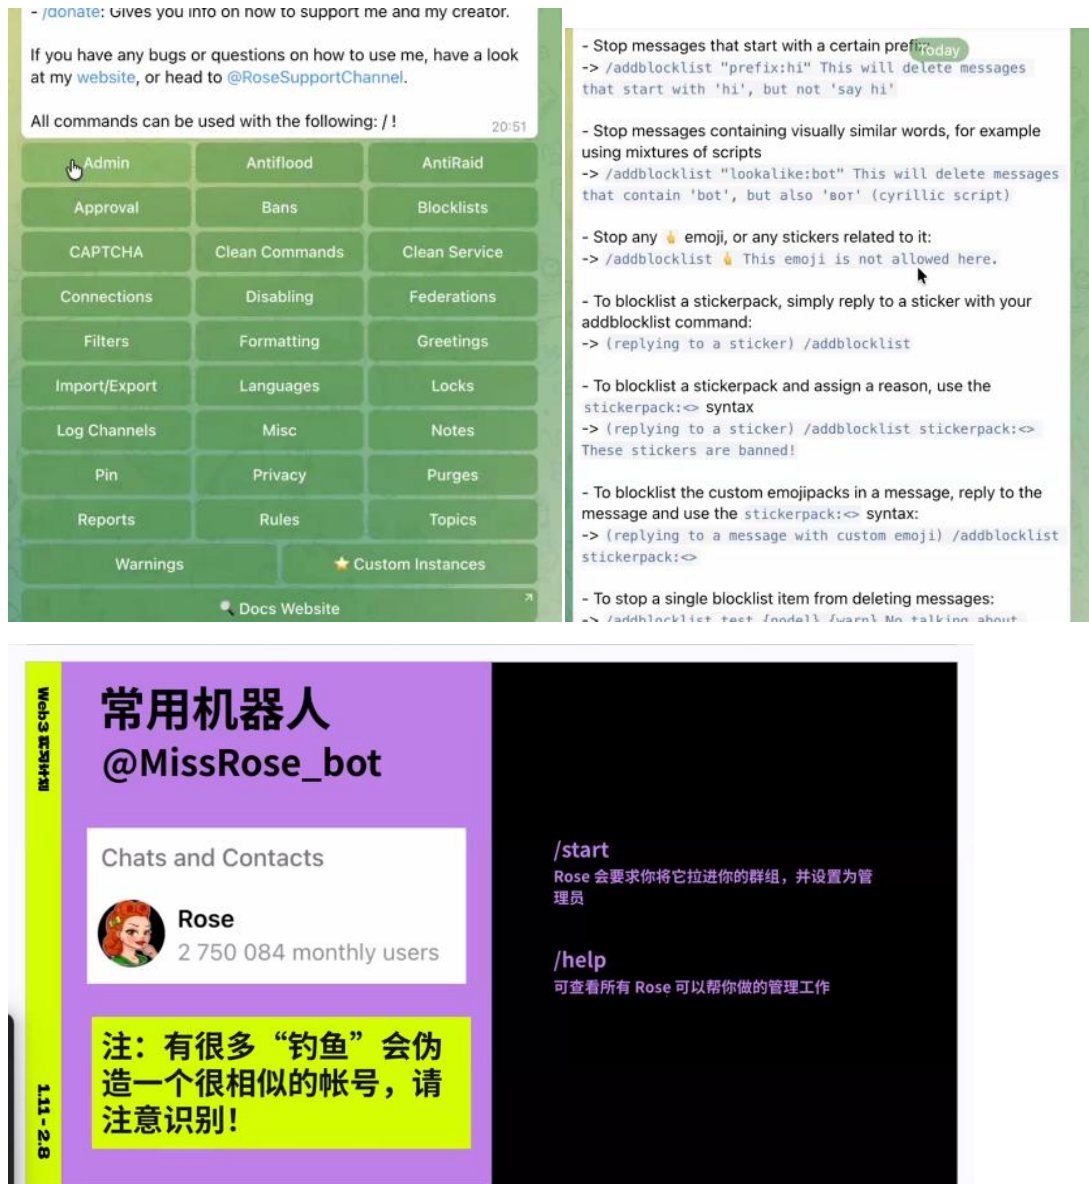 - /donate: Gives you info on how to support me and my creator.
If you have any bugs or questions on how to use me, have a look
at my website, or head to @RoseSupportChannel.
All commands can be used with the following: / !
20:51
Admin
Antiflood
AntiRaid
Approval
Bans
Blocklists
CAPTCHA
Clean Commands
Clean Service
Connections
Disabling
Federations
Filters
Formatting
Greetings
Import/Export
Languages
Locks
Log Channels
Misc
Notes
Pin
Privacy
Purges
Reports
Rules
Topics
Warnings
⭐ Custom Instances
🔍 Docs Website
Today
- Stop messages that start with a certain prefix:
-> /addblocklist "prefix:hi" This will delete messages
that start with 'hi', but not 'say hi'
- Stop messages containing visually similar words, for example
using mixtures of scripts
-> /addblocklist "lookalike:bot" This will delete messages
that contain 'bot', but also 'вот' (cyrillic script)
- Stop any 🖕 emoji, or any stickers related to it:
-> /addblocklist 🖕 This emoji is not allowed here.
- To blocklist a stickerpack, simply reply to a sticker with your
addblocklist command:
-> (replying to a sticker) /addblocklist
- To blocklist a stickerpack and assign a reason, use the
stickerpack:<> syntax
-> (replying to a sticker) /addblocklist stickerpack:<>
These stickers are banned!
- To blocklist the custom emojipacks in a message, reply to the
message and use the stickerpack:<> syntax:
-> (replying to a message with custom emoji) /addblocklist
stickerpack:<>
- To stop a single blocklist item from deleting messages:
-> /addblocklist test {nodel} {warn} No talking about
Web3 实习计划
1.11 - 2.8
常用机器人
@MissRose_bot
Chats and Contacts
Rose
2 750 084 monthly users
注：有很多“钓鱼”会伪
造一个很相似的帐号，请
注意识别！
/start
Rose 会要求你将它拉进你的群组，并设置为管
理员
/help
可查看所有 Rose 可以帮你做的管理工作